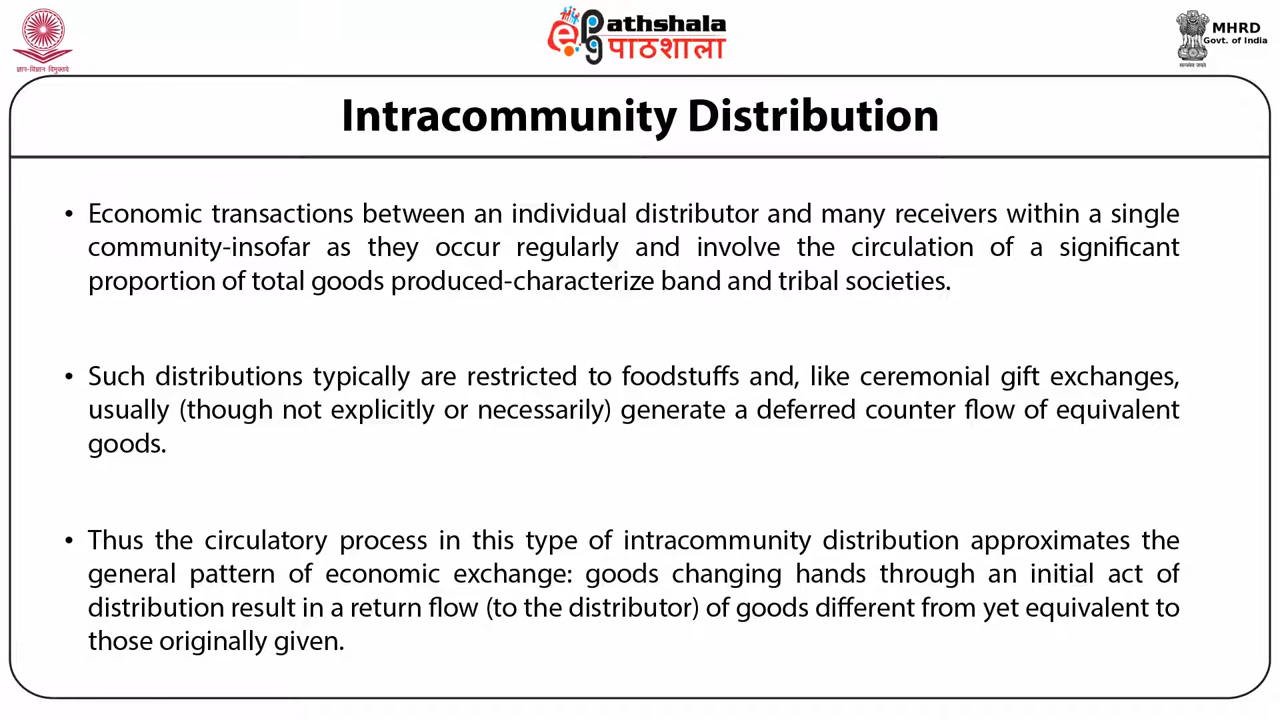 ज्ञान-विज्ञान विमुक्तये
epg athshala
पाठशाला
सत्यमेव जयते
MHRD
Govt. of India
Intracommunity Distribution
• Economic transactions between an individual distributor and many receivers within a single
community-insofar as they occur regularly and involve the circulation of a significant
proportion of total goods produced-characterize band and tribal societies.
• Such distributions typically are restricted to foodstuffs and, like ceremonial gift exchanges,
usually (though not explicitly or necessarily) generate a deferred counter flow of equivalent
goods.
• Thus the circulatory process in this type of intracommunity distribution approximates the
general pattern of economic exchange: goods changing hands through an initial act of
distribution result in a return flow (to the distributor) of goods different from yet equivalent to
those originally given.